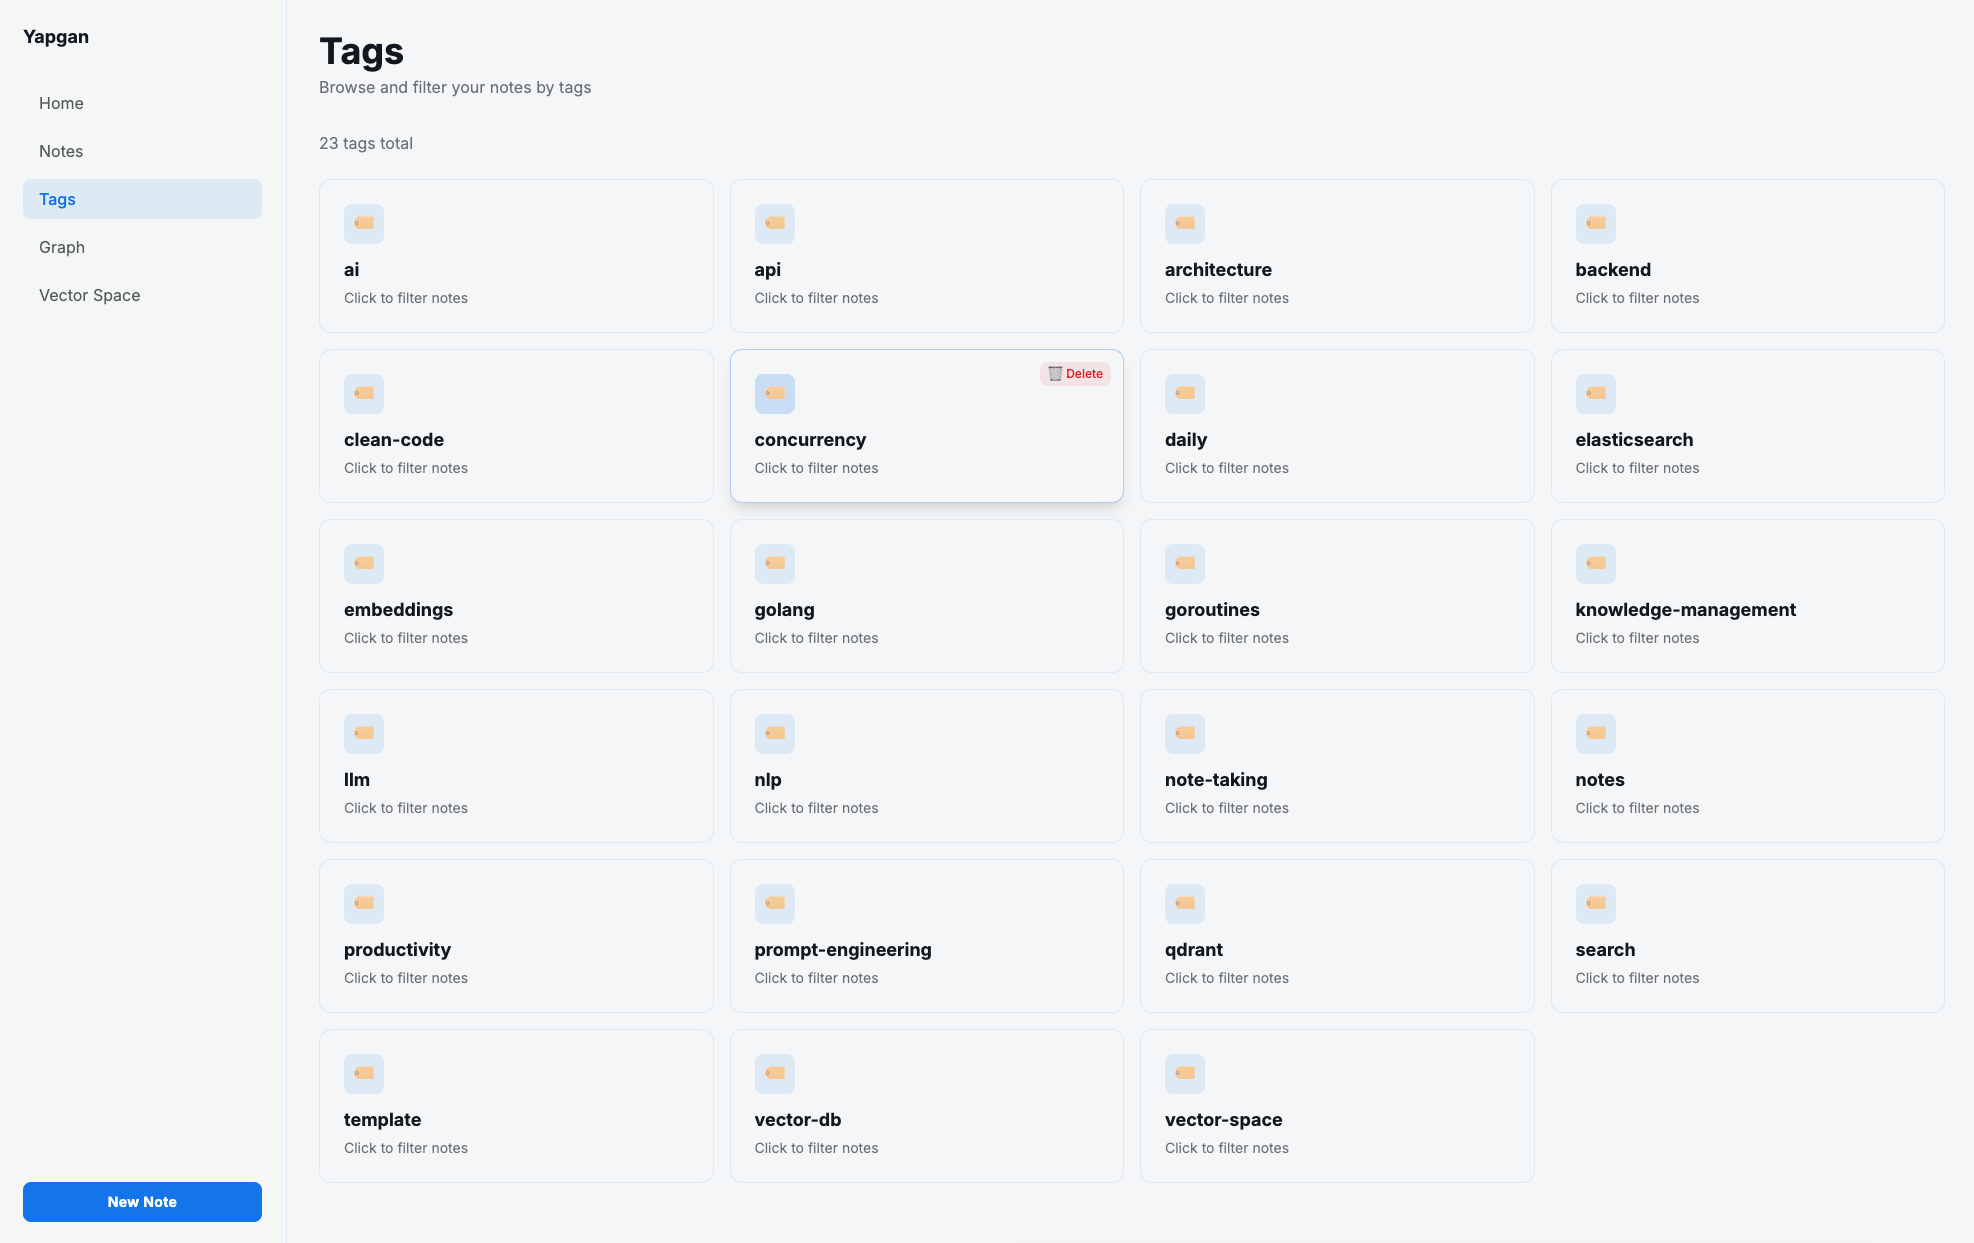 Yapgan
Home
Notes
Tags
Graph
Vector Space
New Note
Tags
Browse and filter your notes by tags
23 tags total
ai
Click to filter notes
api
Click to filter notes
architecture
Click to filter notes
backend
Click to filter notes
clean-code
Click to filter notes
Delete
concurrency
Click to filter notes
daily
Click to filter notes
elasticsearch
Click to filter notes
embeddings
Click to filter notes
golang
Click to filter notes
goroutines
Click to filter notes
knowledge-management
Click to filter notes
llm
Click to filter notes
nlp
Click to filter notes
note-taking
Click to filter notes
notes
Click to filter notes
productivity
Click to filter notes
prompt-engineering
Click to filter notes
qdrant
Click to filter notes
search
Click to filter notes
template
Click to filter notes
vector-db
Click to filter notes
vector-space
Click to filter notes